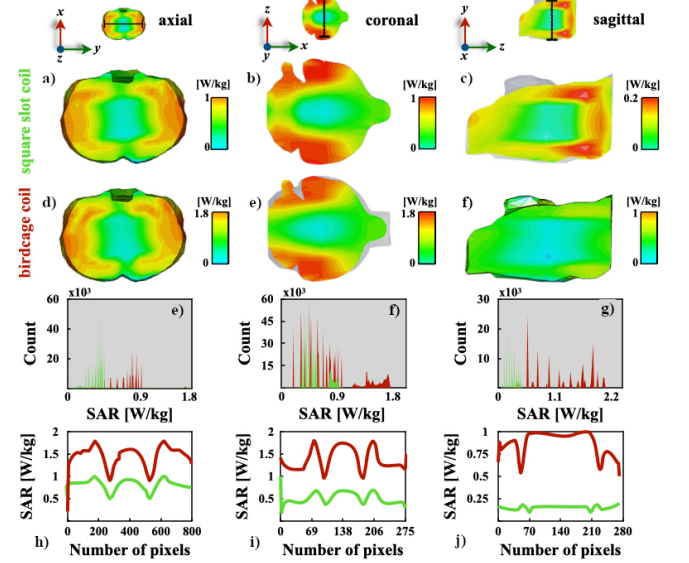 x
axial
z
y
z
coronal
y
x
y
sagittal
x
z
square slot coil
a)
[W/kg]
1
0
b)
[W/kg]
1
0
c)
[W/kg]
0.2
0
birdcage coil
d)
[W/kg]
1.8
0
e)
[W/kg]
1.8
0
f)
[W/kg]
1
0
x10³
60
40
20
Count
e)
0 0.9 1.8
SAR [W/kg]
x10³
60
45
30
15
Count
f)
0 0.9 1.8
SAR [W/kg]
x10³
30
20
10
Count
g)
0 1.1 2.2
SAR [W/kg]
SAR [W/kg]
2
1.5
1
0.5
0 200 400 600 800
h) Number of pixels
SAR [W/kg]
2
1.5
1
0.5
0 69 138 206 275
i) Number of pixels
SAR [W/kg]
1
0.75
0.5
0.25
0 70 140 210 280
j) Number of pixels